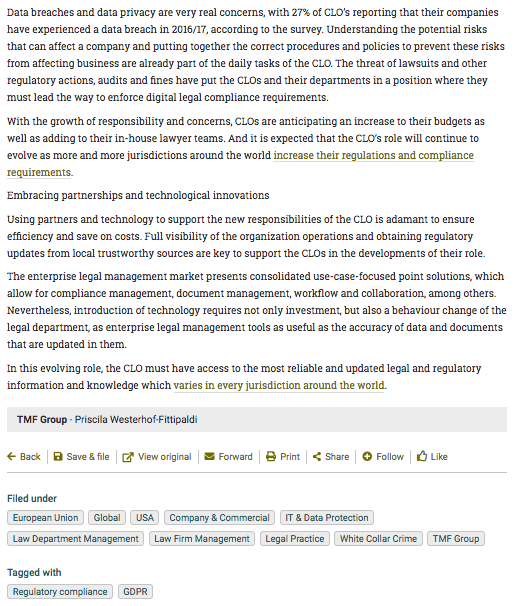 Data breaches and data privacy are very real concerns, with 27% of CLO's reporting that their companies
have experienced a data breach in 2016/17, according to the survey. Understanding the potential risks
that can affect a company and putting together the correct procedures and policies to prevent these risks
from affecting business are already part of the daily tasks of the CLO. The threat of lawsuits and other
regulatory actions, audits and fines have put the CLOs and their departments in a position where they
must lead the way to enforce digital legal compliance requirements.
With the growth of responsibility and concerns, CLOs are anticipating an increase to their budgets as
well as adding to their in-house lawyer teams. And it is expected that the CLO's role will continue to
evolve as more and more jurisdictions around the world increase their regulations and compliance
requirements.
Embracing partnerships and technological innovations
Using partners and technology to support the new responsibilities of the CLO is adamant to ensure
efficiency and save on costs. Full visibility of the organization operations and obtaining regulatory
updates from local trustworthy sources are key to support the CLOs in the developments of their role.
The enterprise legal management market presents consolidated use-case-focused point solutions, which
allow for compliance management, document management, workflow and collaboration, among others.
Nevertheless, introduction of technology requires not only investment, but also a behaviour change of the
legal department, as enterprise legal management tools as useful as the accuracy of data and documents
that are updated in them.
In this evolving role, the CLO must have access to the most reliable and updated legal and regulatory
information and knowledge which varies in every jurisdiction around the world.
TMF Group - Priscila Westerhof-Fittipaldi
Back Save & file View original Forward Print Share Follow Like
Filed under
European Union Global USA Company & Commercial IT & Data Protection
Law Department Management Law Firm Management Legal Practice White Collar Crime TMF Group
Tagged with
Regulatory compliance GDPR